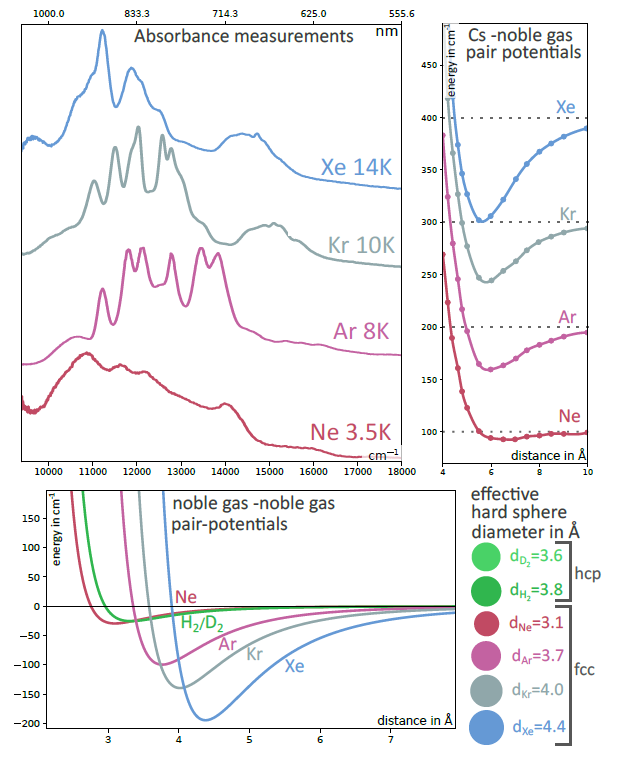 1000.0 833.3 714.3 625.0 555.6
Absorbance measurements
nm
Xe 14K
Kr 10K
Ar 8K
Ne 3.5K
cm⁻¹
10000 11000 12000 13000 14000 15000 16000 17000 18000
Cs -noble gas
pair potentials
energy in cm⁻¹
450
400
350
300
250
200
150
100
Xe
Kr
Ar
Ne
distance in Å
4 6 8 10
noble gas -noble gas
pair-potentials
energy in cm⁻¹
150
100
50
0
−50
−100
−150
−200
Ne
H₂/D₂
Ar
Kr
Xe
distance in Å
3 4 5 6 7
effective
hard sphere
diameter in Å
d_D₂=3.6
d_H₂=3.8
hcp
d_Ne=3.1
d_Ar=3.7
fcc
d_Kr=4.0
d_Xe=4.4